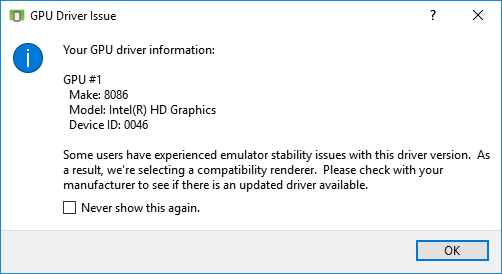 GPU Driver Issue
Your GPU driver information:
GPU #1
Make: 8086
Model: Intel(R) HD Graphics
Device ID: 0046
Some users have experienced emulator stability issues with this driver version.  As
a result, we're selecting a compatibility renderer.  Please check with your
manufacturer to see if there is an updated driver available.
Never show this again.
OK